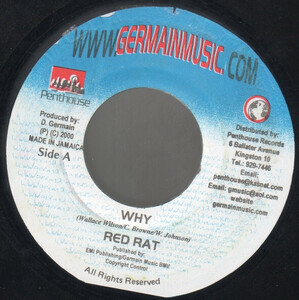 WWW.GERMAINMUSIC.COM
Penthouse
Produced by:
D. Germain
(P) (C) 2000
MADE IN JAMAICA
Side A
Distributed by:
Penthouse Records
6 Ballater Avenue
Kingston 10
Tel: 929-7446
Email:
penthouse@kasnet.com
Email: gmusic@aol.com
website
germainmusic.com
WHY
(Wallace Wilson/C. Browne/W. Johnson)
RED RAT
Published by:
EMI Publishing/Germain Music BMI/
Copyright Control
All Rights Reserved